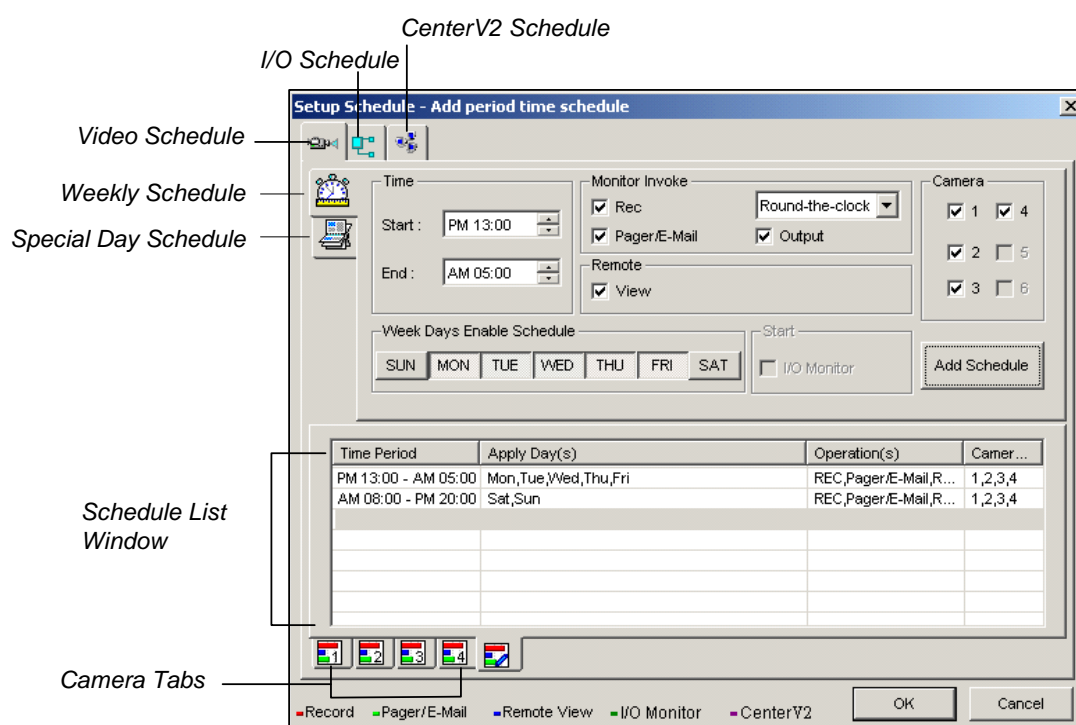 CenterV2 Schedule
I/O Schedule
Setup Schedule - Add period time schedule
Video Schedule
Weekly Schedule
Special Day Schedule
Time
Start : PM 13:00
End : AM 05:00
Monitor Invoke
Rec Round-the-clock
Pager/E-Mail Output
Remote
View
Camera
1 4
2 5
3 6
Week Days Enable Schedule
SUN MON TUE WED THU FRI SAT
Start
I/O Monitor
Add Schedule
Time Period Apply Day(s) Operation(s) Camer...
PM 13:00 - AM 05:00 Mon,Tue,Wed,Thu,Fri REC,Pager/E-Mail,R... 1,2,3,4
AM 08:00 - PM 20:00 Sat,Sun REC,Pager/E-Mail,R... 1,2,3,4
Schedule List
Window
1 2 3 4
Camera Tabs
Record Pager/E-Mail Remote View I/O Monitor CenterV2
OK Cancel